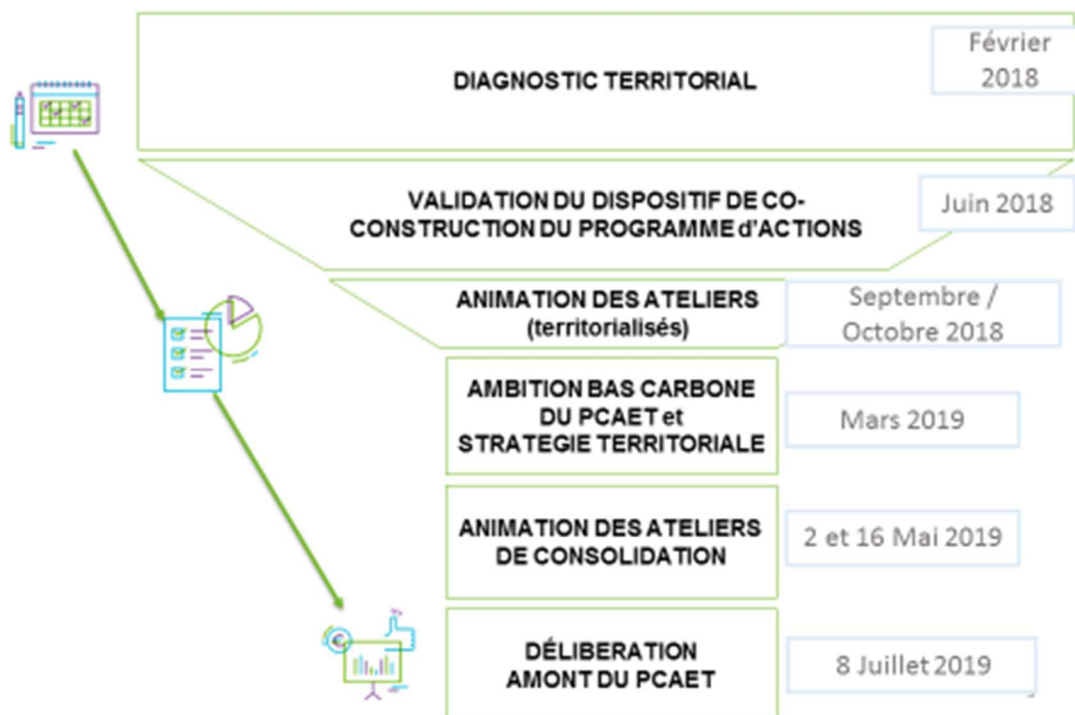 DIAGNOSTIC TERRITORIAL
Février
2018
VALIDATION DU DISPOSITIF DE CO-
CONSTRUCTION DU PROGRAMME d'ACTIONS
Juin 2018
ANIMATION DES ATELIERS
(territorialisés)
Septembre /
Octobre 2018
AMBITION BAS CARBONE
DU PCAET et
STRATEGIE TERRITORIALE
Mars 2019
ANIMATION DES ATELIERS
DE CONSOLIDATION
2 et 16 Mai 2019
DÉLIBERATION
AMONT DU PCAET
8 Juillet 2019